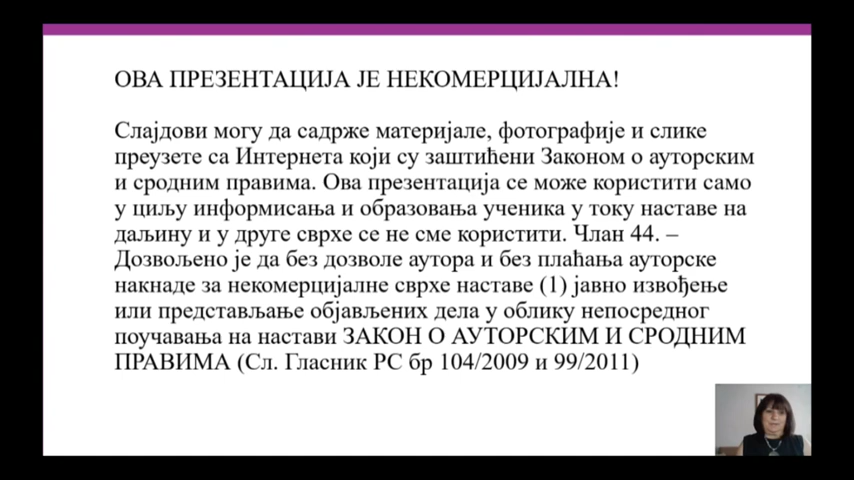 ОВА ПРЕЗЕНТАЦИЈА ЈЕ НЕКОМЕРЦИЈАЛНА!
Слајдови могу да садрже материјале, фотографије и слике
преузете са Интернета који су заштићени Законом о ауторским
и сродним правима. Ова презентација се може користити само
у циљу информисања и образовања ученика у току наставе на
даљину и у друге сврхе се не сме користити. Члан 44. –
Дозвољено је да без дозволе аутора и без плаћања ауторске
накнаде за некомерцијалне сврхе наставе (1) јавно извођење
или представљање објављених дела у облику непосредног
поучавања на настави ЗАКОН О АУТОРСКИМ И СРОДНИМ
ПРАВИМА (Сл. Гласник РС бр 104/2009 и 99/2011)